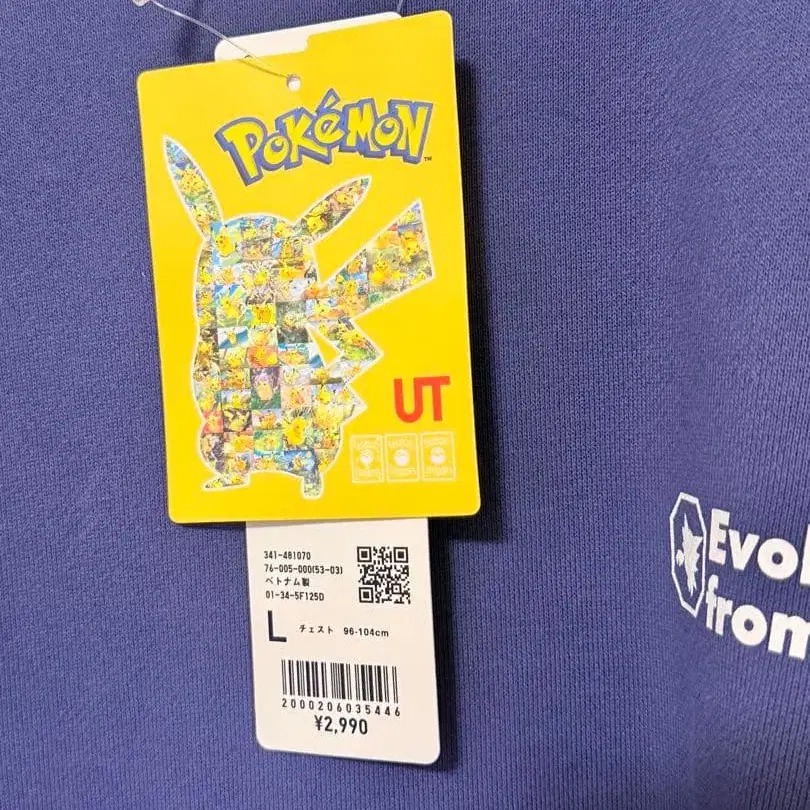 POKéMON
TM
UT
341-481070
76-005-000(53-03)
ベトナム製
01-34-5F125D
L チェスト 96-104cm
2000206035446
¥2,990
Evol
from